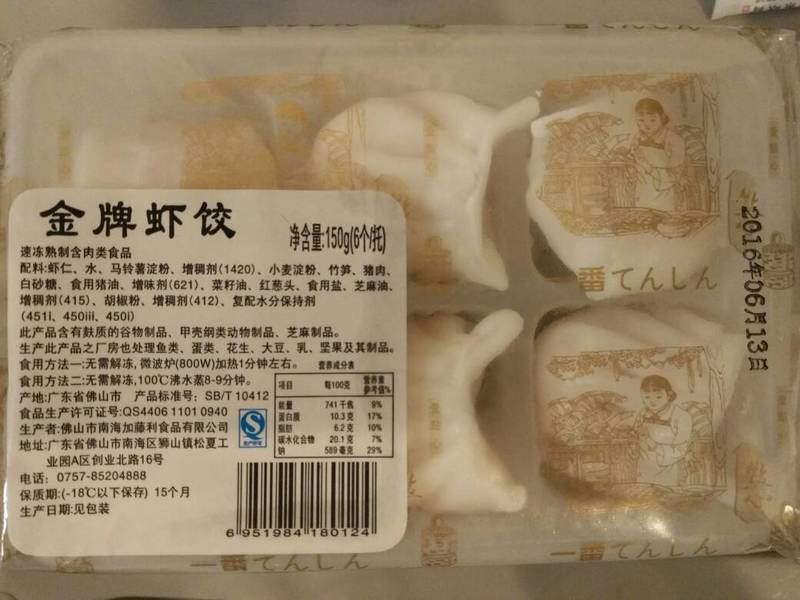 金牌虾饺
净含量:150g(6个/托)
速冻熟制含肉类食品
配料:虾仁、水、马铃薯淀粉、增稠剂(1420)、小麦淀粉、竹笋、猪肉、
白砂糖、食用猪油、增味剂(621)、菜籽油、红葱头、食用盐、芝麻油、
增稠剂(415)、胡椒粉、增稠剂(412)、复配水分保持剂
(451i、450iii、450i)
此产品含有麸质的谷物制品、甲壳纲类动物制品、芝麻制品。
生产此产品之厂房也处理鱼类、蛋类、花生、大豆、乳、坚果及其制品。
食用方法一:无需解冻,微波炉(800W)加热1分钟左右。
食用方法二:无需解冻,100℃沸水蒸8-9分钟。
产地:广东省佛山市 产品标准号: SB/T 10412
食品生产许可证号:QS4406 1101 0940
生产者:佛山市南海加藤利食品有限公司
地址:广东省佛山市南海区狮山镇松夏工
业园A区创业北路16号
电话: 0757-85204888
保质期:(-18℃以下保存) 15个月
生产日期:见包装
营养成分表
项目 每100克 营养素参考值%
能量 741 千焦 9%
蛋白质 10.3 克 17%
脂肪 6.2 克 10%
碳水化合物 20.1 克 7%
钠 589 毫克 29%
QS
6 951984 180124
2016年06月13日
一番てんしん
一番てんしん
一番てんしん